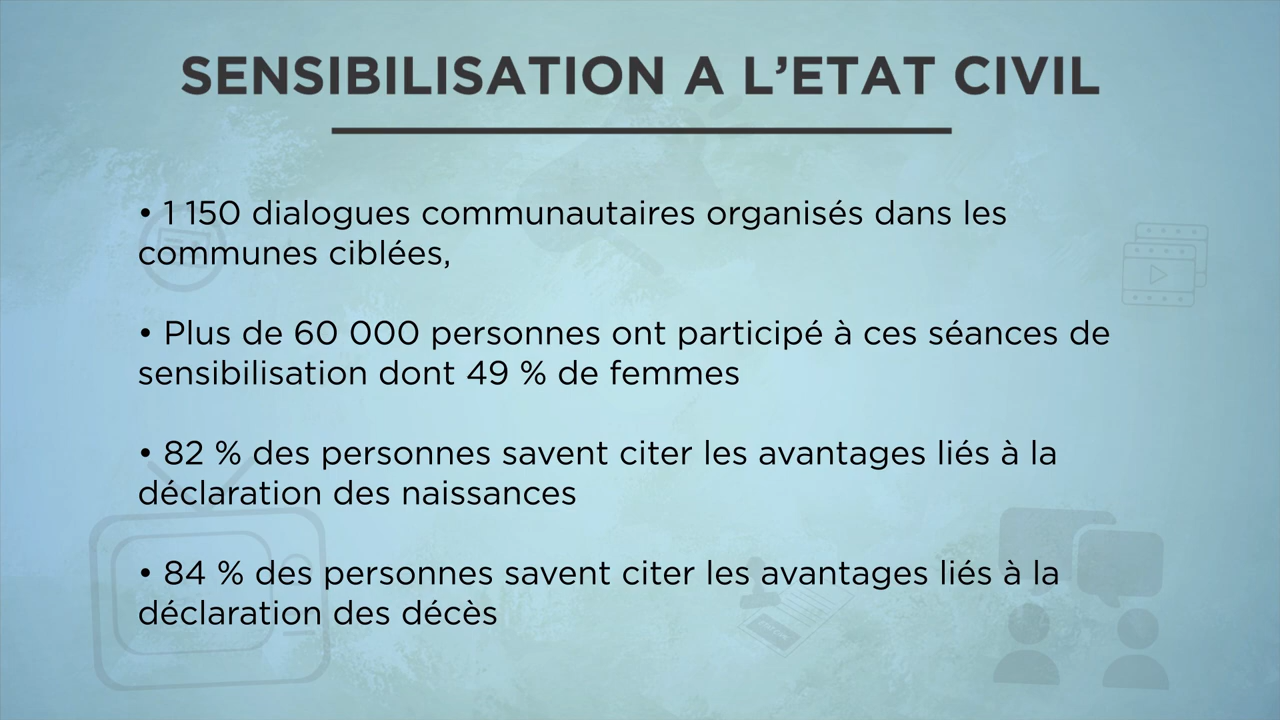 SENSIBILISATION A L’ETAT CIVIL
• 1 150 dialogues communautaires organisés dans les
communes ciblées,
• Plus de 60 000 personnes ont participé à ces séances de
sensibilisation dont 49 % de femmes
• 82 % des personnes savent citer les avantages liés à la
déclaration des naissances
• 84 % des personnes savent citer les avantages liés à la
déclaration des décès